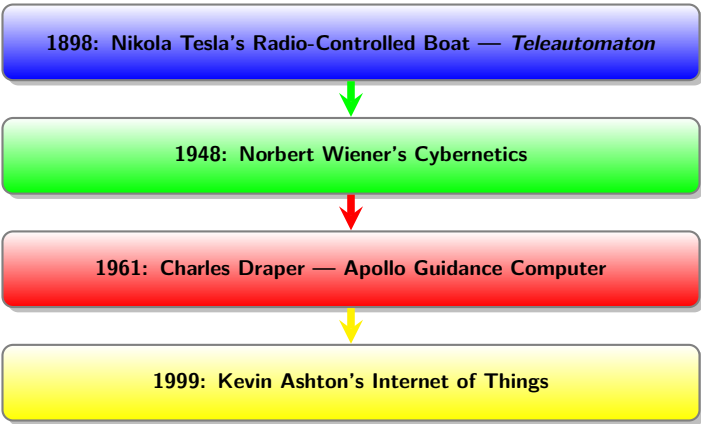 1898: Nikola Tesla's Radio-Controlled Boat — Teleautomaton
1948: Norbert Wiener's Cybernetics
1961: Charles Draper — Apollo Guidance Computer
1999: Kevin Ashton's Internet of Things